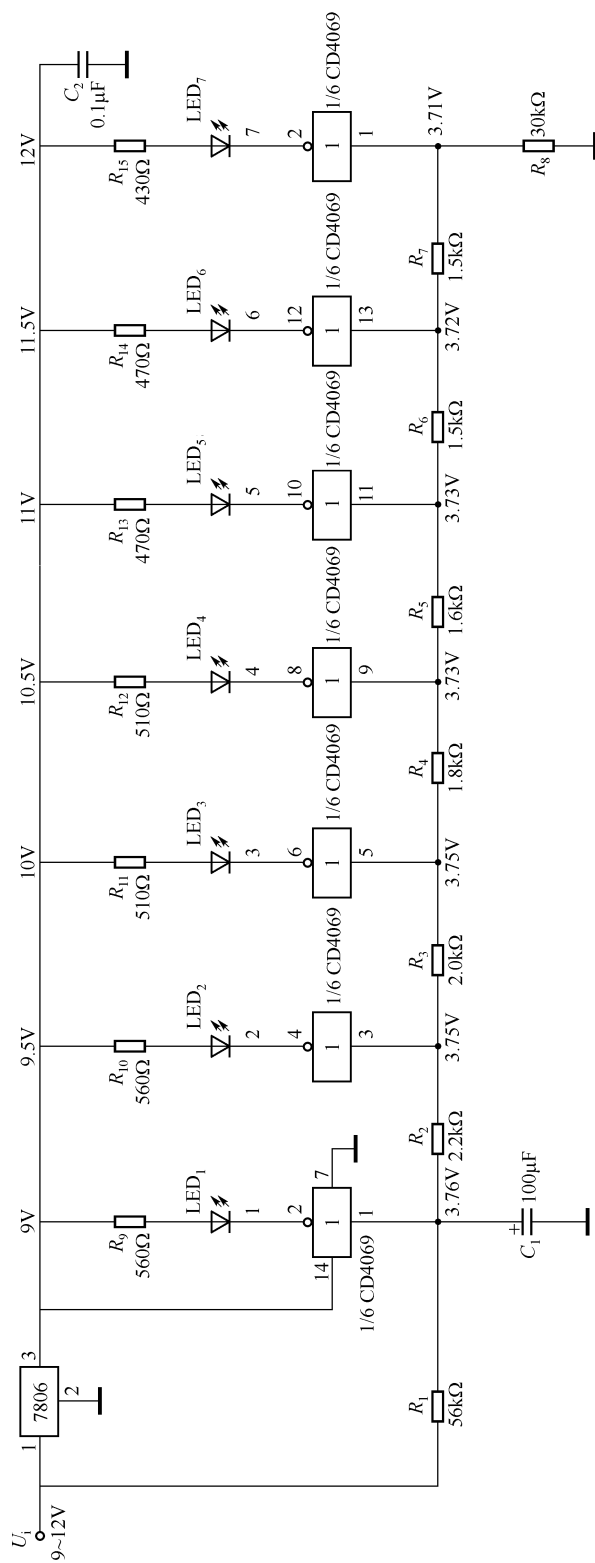 Uᵢ
9~12V
1
7806
3
2
9V
9.5V
10V
10.5V
11V
11.5V
12V
C₂
0.1μF
R₉
560Ω
R₁₀
560Ω
R₁₁
510Ω
R₁₂
510Ω
R₁₃
470Ω
R₁₄
470Ω
R₁₅
430Ω
LED₁
LED₂
LED₃
LED₄
LED₅
LED₆
LED₇
1
2
3
4
5
6
7
14
2
1
7
1
1/6 CD4069
4
1
3
1/6 CD4069
6
1
5
1/6 CD4069
8
1
9
1/6 CD4069
10
1
11
1/6 CD4069
12
1
13
1/6 CD4069
2
1
1
1/6 CD4069
R₁
56kΩ
3.76V
R₂
2.2kΩ
3.75V
R₃
2.0kΩ
3.75V
R₄
1.8kΩ
3.73V
R₅
1.6kΩ
3.73V
R₆
1.5kΩ
3.72V
R₇
1.5kΩ
3.71V
C₁
+
100μF
R₈
30kΩ